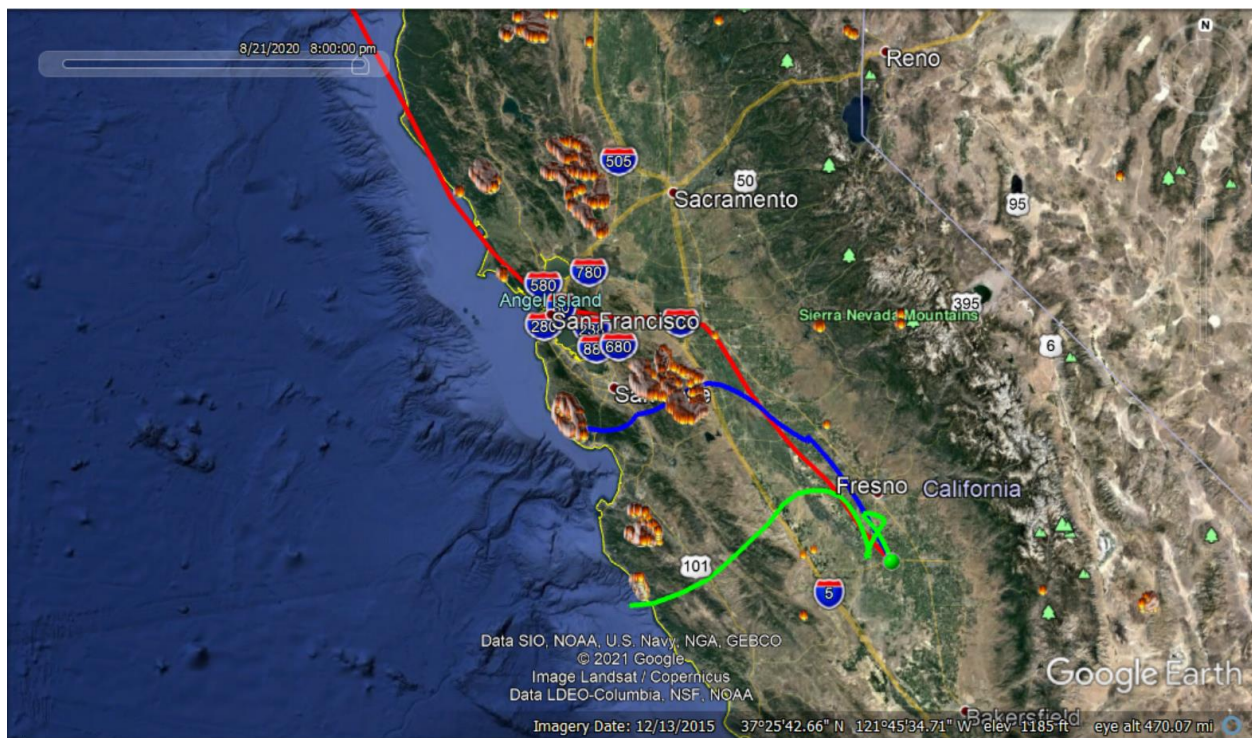 N
8/21/2020 8:00:00 pm
Reno
505
50
Sacramento
95
780
580
Angel Island
395
Sierra Nevada Mountains
280
San Francisco
680
6
88
Fresno
California
101
5
Data SIO, NOAA, U.S. Navy, NGA, GEBCO
© 2021 Google
Image Landsat / Copernicus
Data LDEO-Columbia, NSF, NOAA
Google Earth
Bakersfield
Imagery Date: 12/13/2015 37°25'42.66" N 121°45'34.71" W elev 1185 ft eye alt 470.07 mi